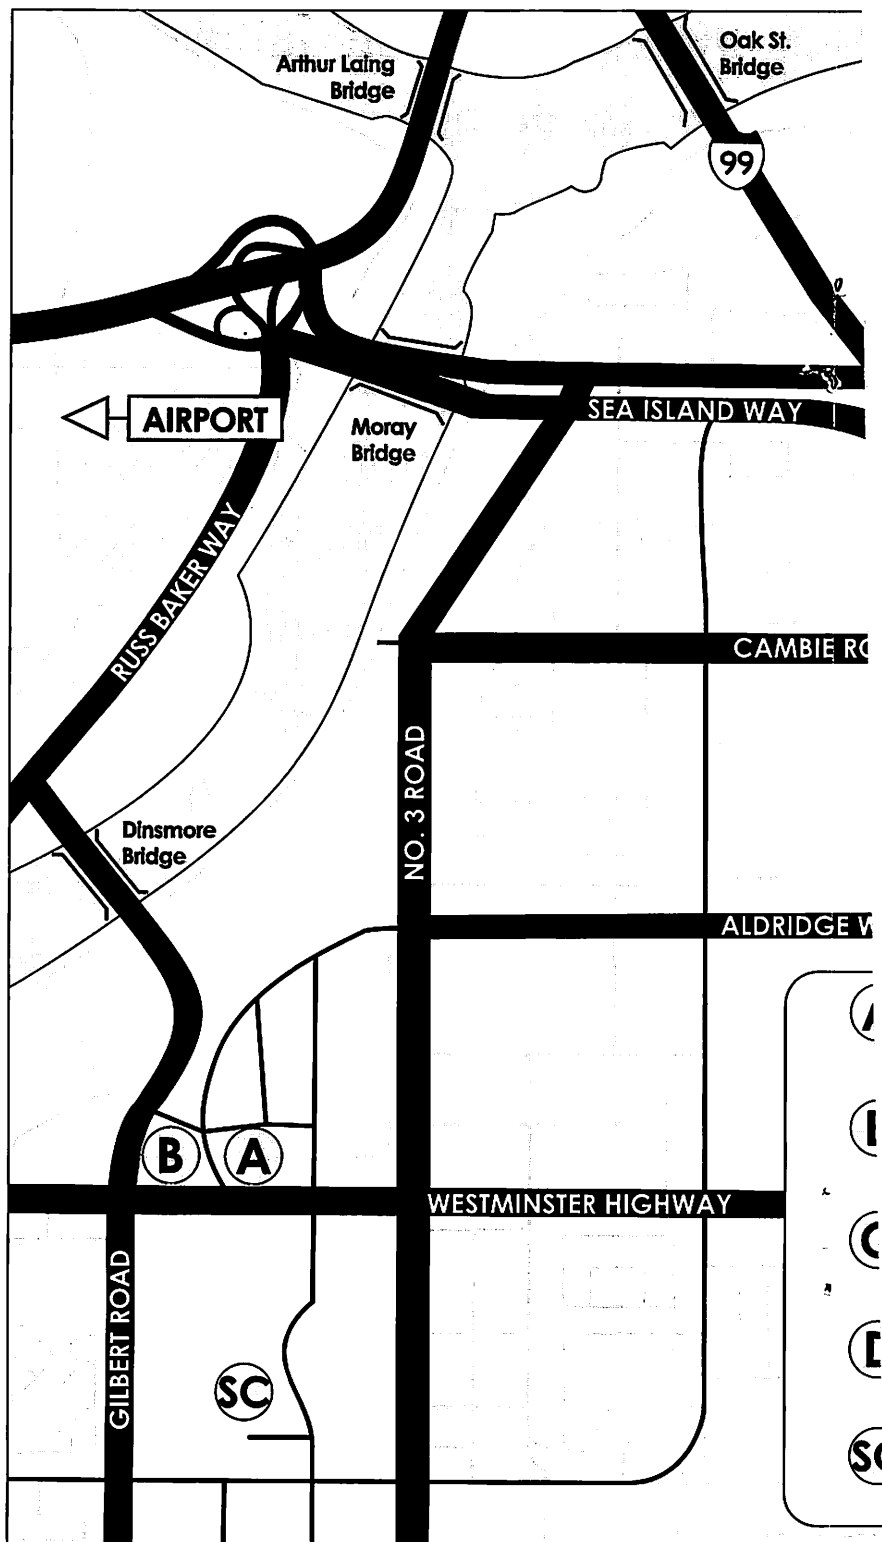 Arthur Laing
Bridge
Oak St.
Bridge
99
AIRPORT
SEA ISLAND WAY
Moray
Bridge
RUSS BAKER WAY
CAMBIE
NO. 3 ROAD
Dinsmore
Bridge
ALDRIDGE
B
A
WESTMINSTER HIGHWAY
GILBERT ROAD
SC